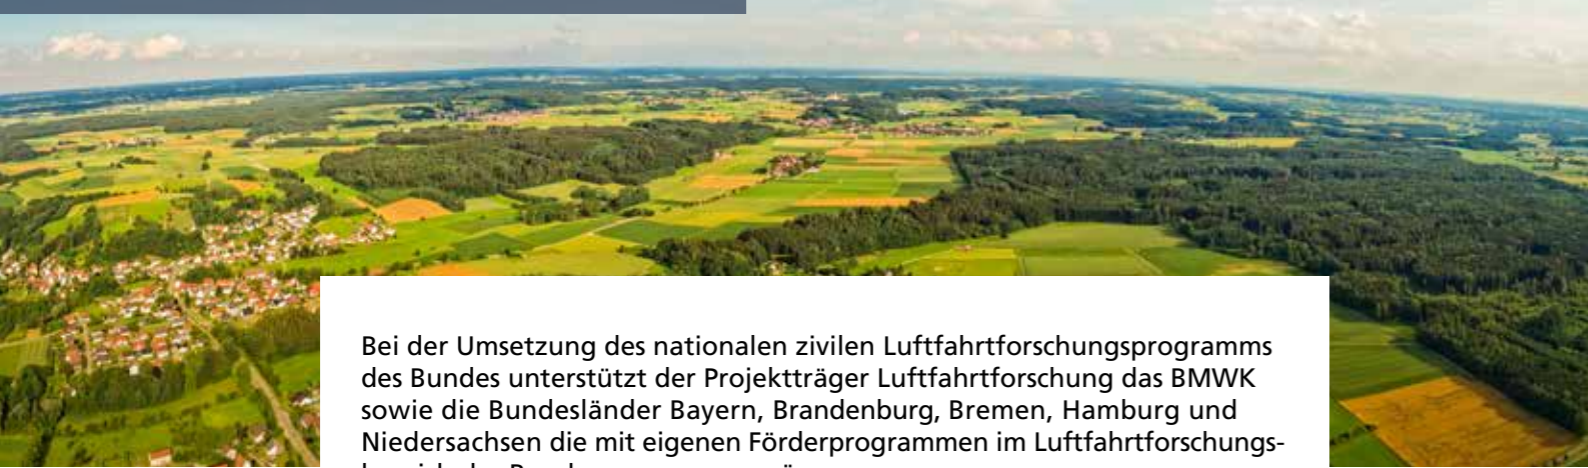 Bei der Umsetzung des nationalen zivilen Luftfahrtforschungsprogramms
des Bundes unterstützt der Projektträger Luftfahrtforschung das BMWK
sowie die Bundesländer Bayern, Brandenburg, Bremen, Hamburg und
Niedersachsen die mit eigenen Förderprogrammen im Luftfahrtforschungs-